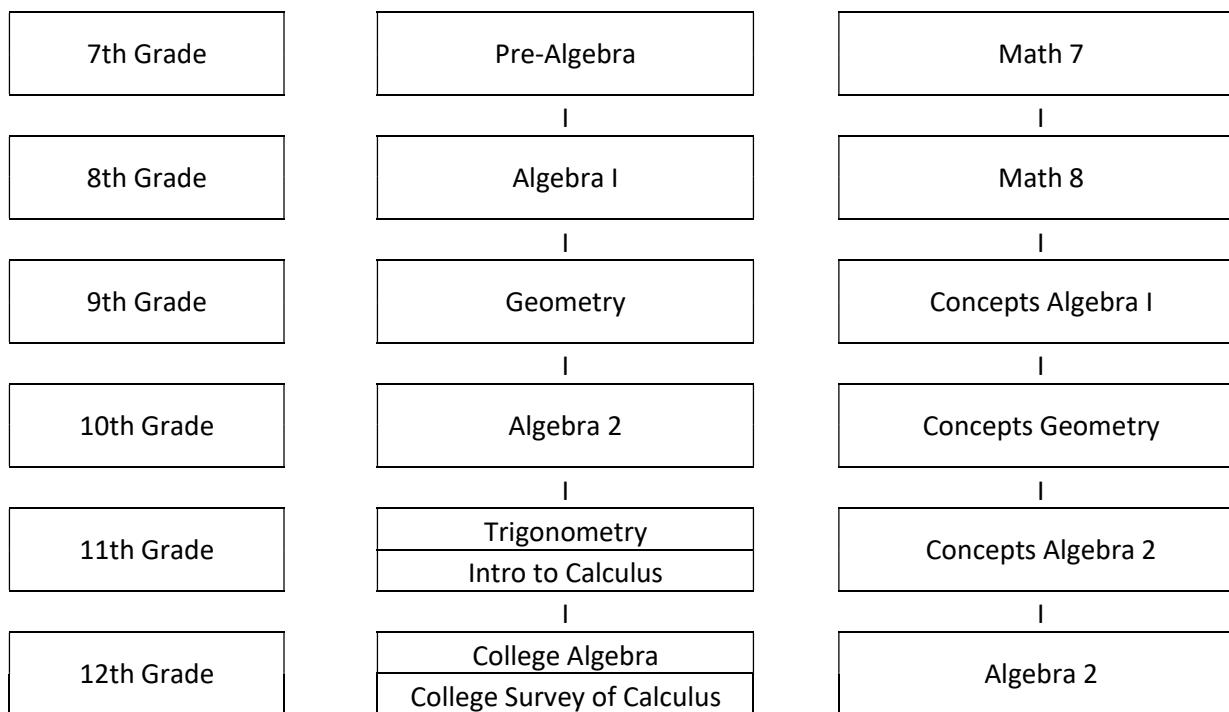 7th Grade Pre-Algebra Math 7
I I
8th Grade Algebra I Math 8
I I
9th Grade Geometry Concepts Algebra I
I I
10th Grade Algebra 2 Concepts Geometry
I I
11th Grade Trigonometry Concepts Algebra 2
Intro to Calculus
I I
12th Grade College Algebra Algebra 2
College Survey of Calculus